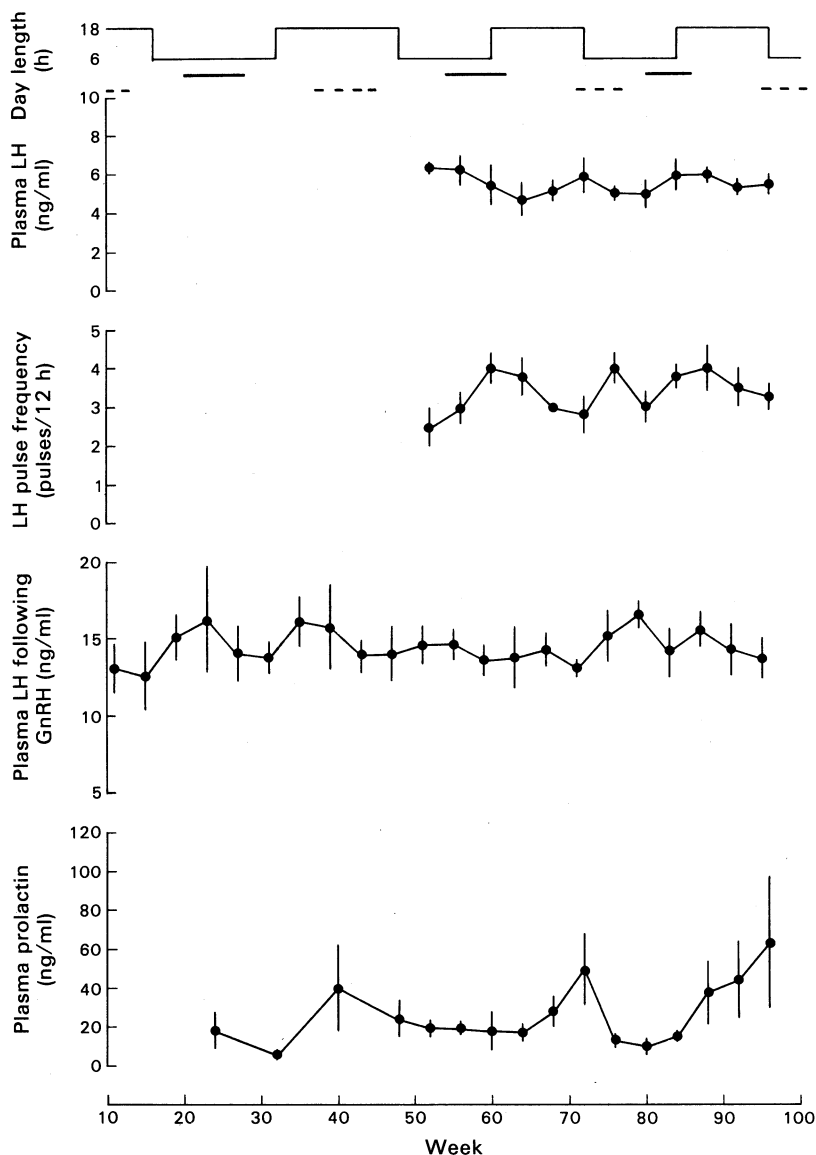 Day length
(h)
18
6
Plasma LH
(ng/ml)
10
8
6
4
2
0
LH pulse frequency
(pulses/12 h)
5
4
3
2
1
0
Plasma LH following
GnRH (ng/ml)
20
15
10
5
Plasma prolactin
(ng/ml)
120
100
80
60
40
20
0
10 20 30 40 50 60 70 80 90 100
Week